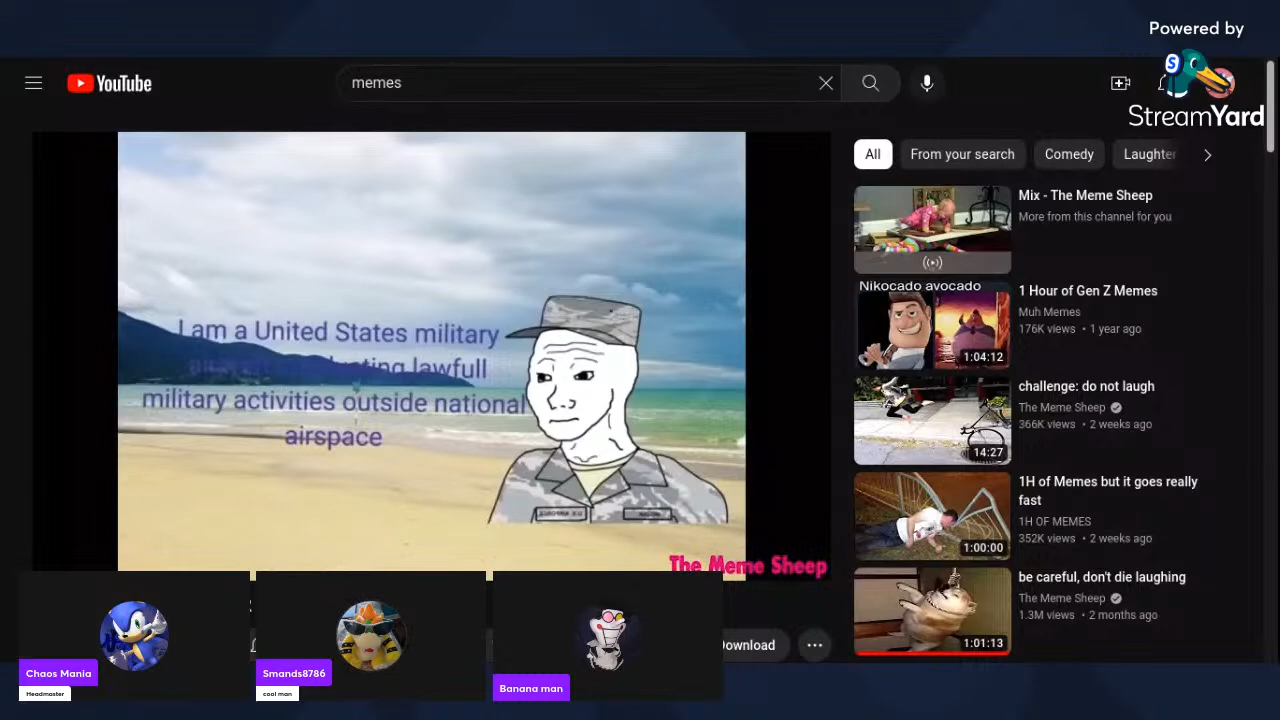 Powered by
StreamYard
YouTube
memes
I am a United States military
lawfull
military activities outside national
airspace
The Meme Sheep
All
From your search
Comedy
Laughter
Mix - The Meme Sheep
More from this channel for you
Nikocado avocado
1:04:12
1 Hour of Gen Z Memes
Muh Memes
176K views • 1 year ago
14:27
challenge: do not laugh
The Meme Sheep
366K views • 2 weeks ago
1:00:00
1H of Memes but it goes really
fast
1H OF MEMES
352K views • 2 weeks ago
1:01:13
be careful, don't die laughing
The Meme Sheep
1.3M views • 2 months ago
Download
Chaos Mania
Headmaster
Smands8786
cool man
Banana man